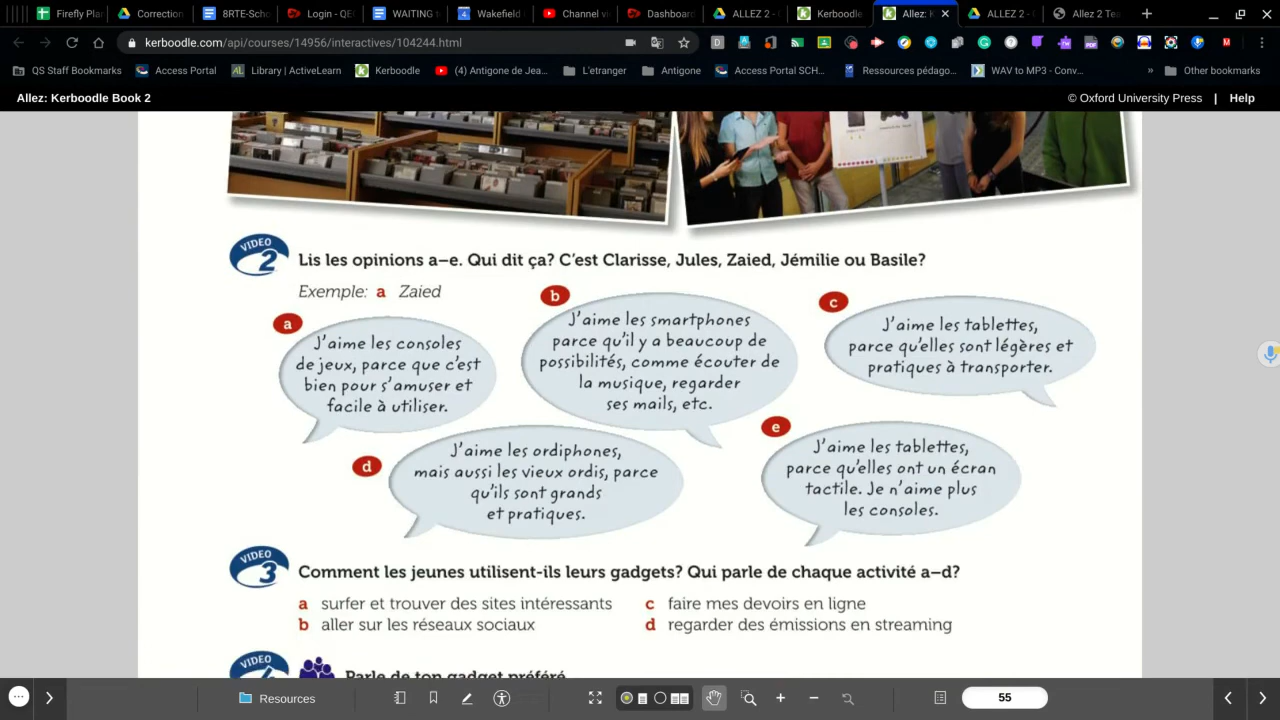 Firefly Plan
Correction
8RTE-Scho
Login - QE
WAITING
Wakefield
Channel vi
Dashboar
ALLEZ 2 -
Kerboodle
Allez: K
ALLEZ 2 -
Allez 2 Tea
kerboodle.com/api/courses/14956/interactives/104244.html
QS Staff Bookmarks
Access Portal
Library | ActiveLearn
Kerboodle
(4) Antigone de Jea...
L'etranger
Antigone
Access Portal SCH...
Ressources pédago...
WAV to MP3 - Conv...
» Other bookmarks
Allez: Kerboodle Book 2
© Oxford University Press | Help
VIDEO
2
Lis les opinions a–e. Qui dit ça? C'est Clarisse, Jules, Zaied, Jémilie ou Basile?
Exemple: a Zaied
a
J'aime les consoles
de jeux, parce que c'est
bien pour s'amuser et
facile à utiliser.
b
J'aime les smartphones
parce qu'il y a beaucoup de
possibilités, comme écouter de
la musique, regarder
ses mails, etc.
c
J'aime les tablettes,
parce qu'elles sont légères et
pratiques à transporter.
d
J'aime les ordiphones,
mais aussi les vieux ordis, parce
qu'ils sont grands
et pratiques.
e
J'aime les tablettes,
parce qu'elles ont un écran
tactile. Je n'aime plus
les consoles.
VIDEO
3
Comment les jeunes utilisent-ils leurs gadgets? Qui parle de chaque activité a–d?
a surfer et trouver des sites intéressants
b aller sur les réseaux sociaux
c faire mes devoirs en ligne
d regarder des émissions en streaming
VIDEO
Parle de ton gadget préféré
Resources
55